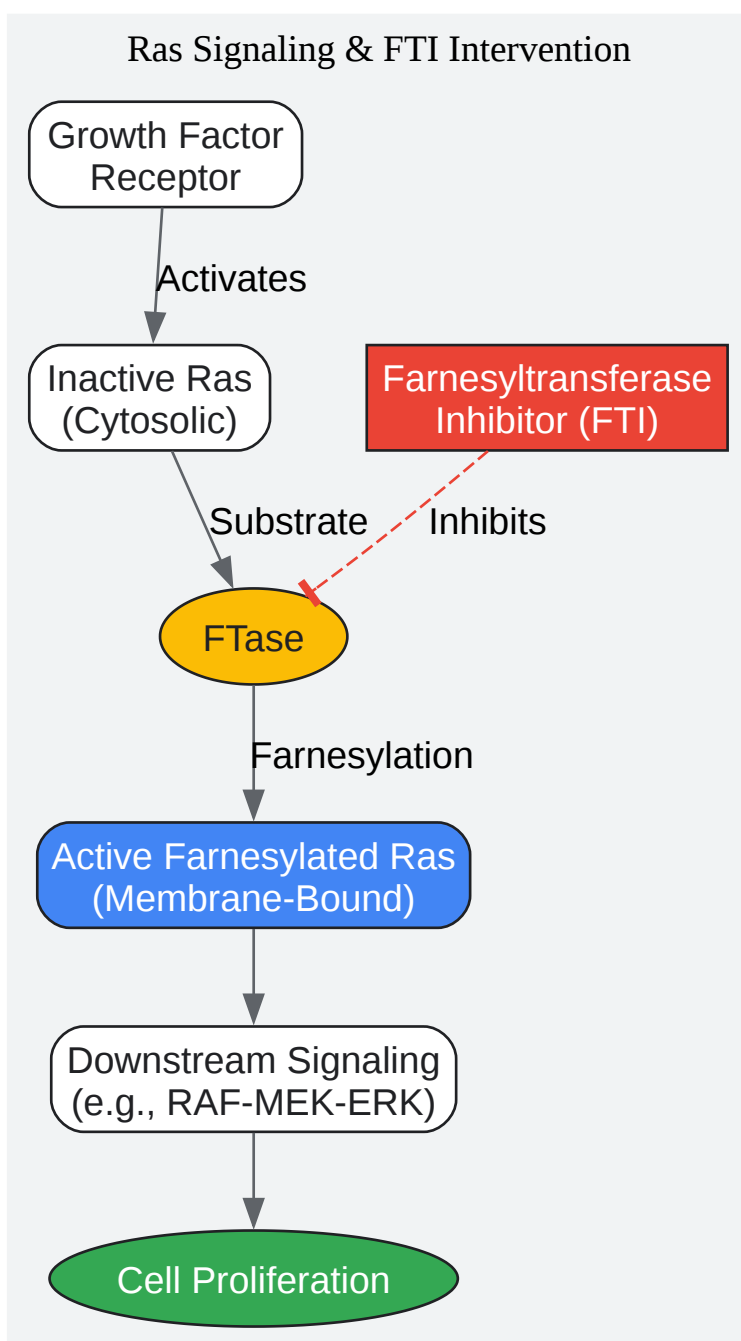 Ras Signaling & FTI Intervention
Growth Factor
Receptor
Activates
Inactive Ras
(Cytosolic)
Farnesyltransferase
Inhibitor (FTI)
Substrate
Inhibits
FTase
Farnesylation
Active Farnesylated Ras
(Membrane-Bound)
Downstream Signaling
(e.g., RAF-MEK-ERK)
Cell Proliferation